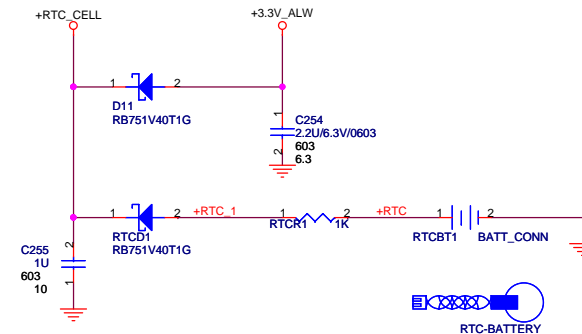 +RTC_CELL
+3.3V_ALW
1
2
D11
RB751V40T1G
1
C254
2.2U/6.3V/0603
2
603
6.3
1
2
+RTC_1
1
2
+RTC
1
2
RTCD1
RB751V40T1G
RTCR1
1K
RTCBT1
BATT_CONN
2
C255
1U
603
1
10
RTC-BATTERY